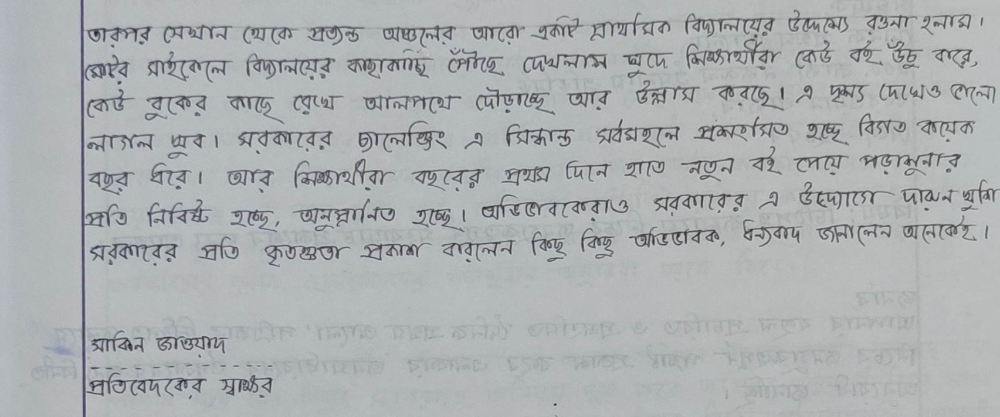 তারপর সেখান থেকে প্রত্যন্ত অঞ্চলের আরো একটি মাধ্যমিক বিদ্যালয়ের উদ্দেশ্যে রওনা হলাম।
মোটর সাইকেলে বিদ্যালয়ের কাছাকাছি পৌঁছে দেখলাম খুদে শিক্ষার্থীরা কেউ বই উঁচু করে,
কেউ বুকের কাছে রেখে আলপথে দৌড়াচ্ছে আর উল্লাস করছে। এ দৃশ্য দেখেও ভালো
লাগল খুব। সরকারের চ্যালেঞ্জিং এ সিদ্ধান্ত সর্বমহলে প্রশংসিত হচ্ছে বিগত কয়েক
বছর ধরে। আর শিক্ষার্থীরা বছরের প্রথম দিনে হাতে নতুন বই পেয়ে পড়াশুনার
প্রতি নিবিষ্ট হচ্ছে, অনুপ্রানিত হচ্ছে। অভিভাবকেরাও সরকারের এ উদ্যোগে দারুন খুশি
সরকারের প্রতি কৃতজ্ঞতা প্রকাশ করলেন কিছু কিছু অভিভাবক, ধন্যবাদ জানালেন অনেকেই।
সাকিন জাওয়াদ
প্রতিবেদকের স্বাক্ষর